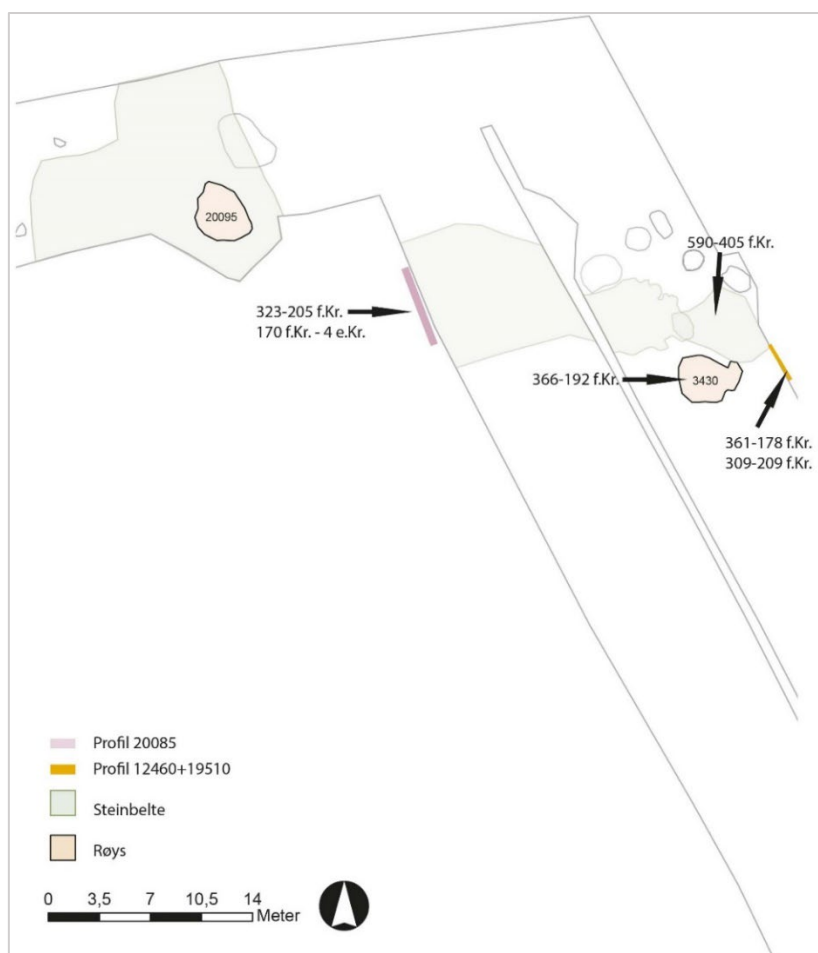 20095
590-405 f.Kr.
323-205 f.Kr.
170 f.Kr. - 4 e.Kr.
366-192 f.Kr.
3430
361-178 f.Kr.
309-209 f.Kr.
Profil 20085
Profil 12460+19510
Steinbelte
Røys
0 3,5 7 10,5 14
Meter